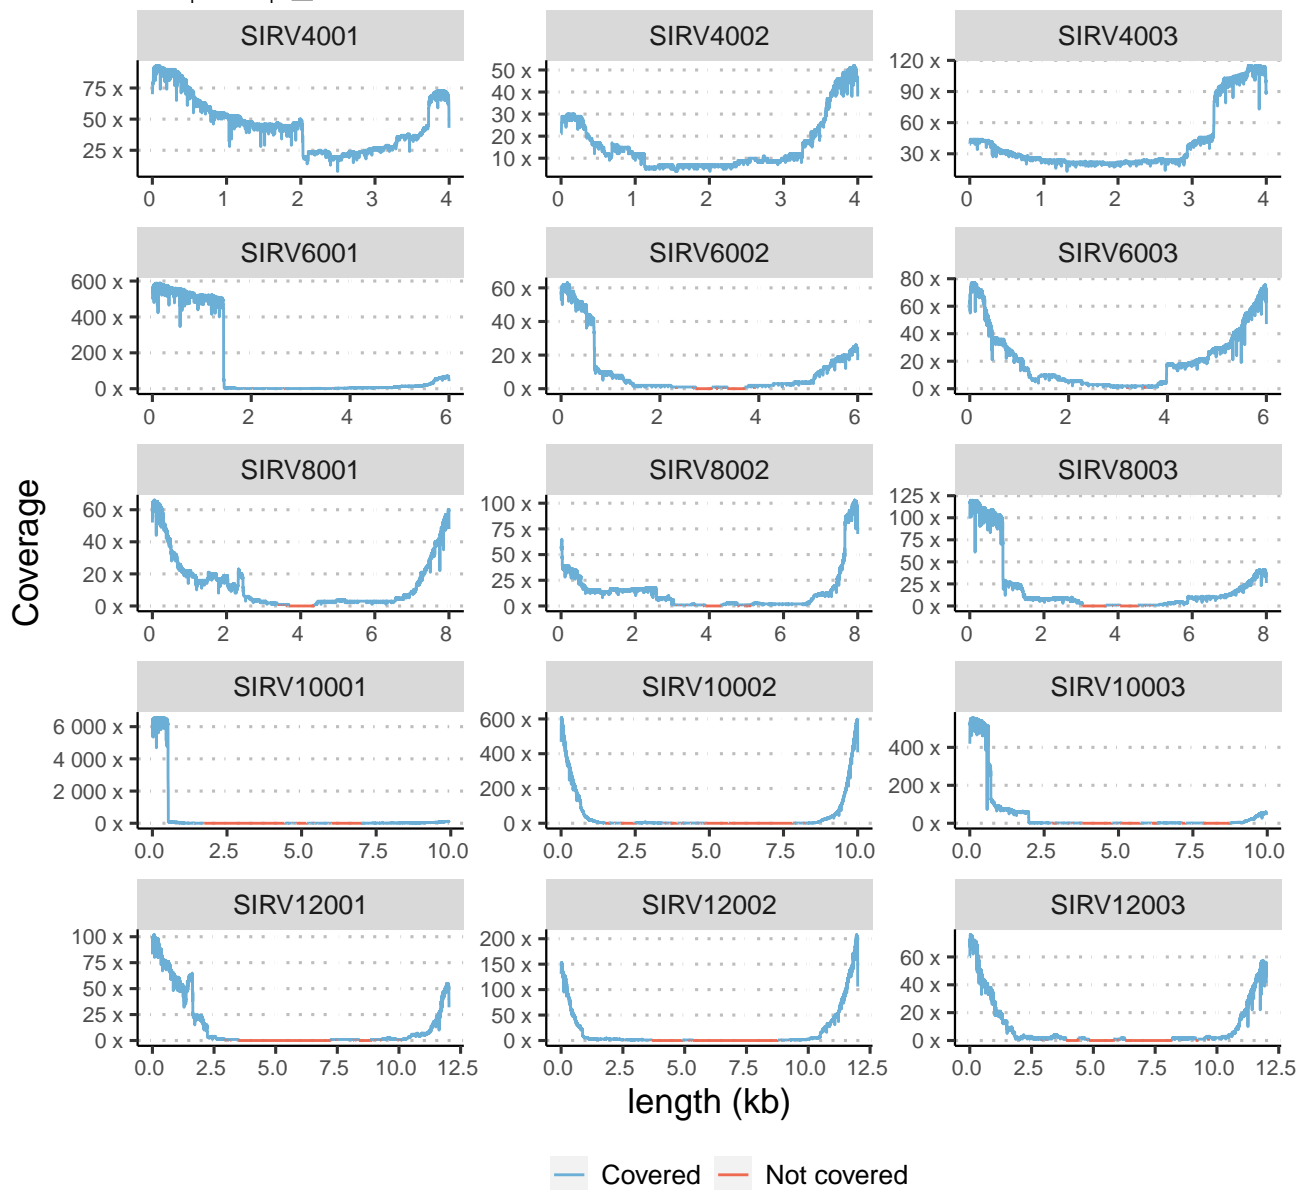 SIRV4001 SIRV4002 SIRV4003
75 x 50 x 25 x
0 1 2 3 4
50 x 40 x 30 x 20 x 10 x
0 1 2 3 4
120 x 90 x 60 x 30 x
0 1 2 3 4
SIRV6001 SIRV6002 SIRV6003
600 x 400 x 200 x 0 x
0 2 4 6
60 x 40 x 20 x 0 x
0 2 4 6
80 x 60 x 40 x 20 x 0 x
0 2 4 6
SIRV8001 SIRV8002 SIRV8003
60 x 40 x 20 x 0 x
0 2 4 6 8
100 x 75 x 50 x 25 x 0 x
0 2 4 6 8
125 x 100 x 75 x 50 x 25 x 0 x
0 2 4 6 8
Coverage
SIRV10001 SIRV10002 SIRV10003
6 000 x 4 000 x 2 000 x 0 x
0.0 2.5 5.0 7.5 10.0
600 x 400 x 200 x 0 x
0.0 2.5 5.0 7.5 10.0
400 x 200 x 0 x
0.0 2.5 5.0 7.5 10.0
SIRV12001 SIRV12002 SIRV12003
100 x 75 x 50 x 25 x 0 x
0.0 2.5 5.0 7.5 10.0 12.5
200 x 150 x 100 x 50 x 0 x
0.0 2.5 5.0 7.5 10.0 12.5
60 x 40 x 20 x 0 x
0.0 2.5 5.0 7.5 10.0 12.5
length (kb)
Covered Not covered